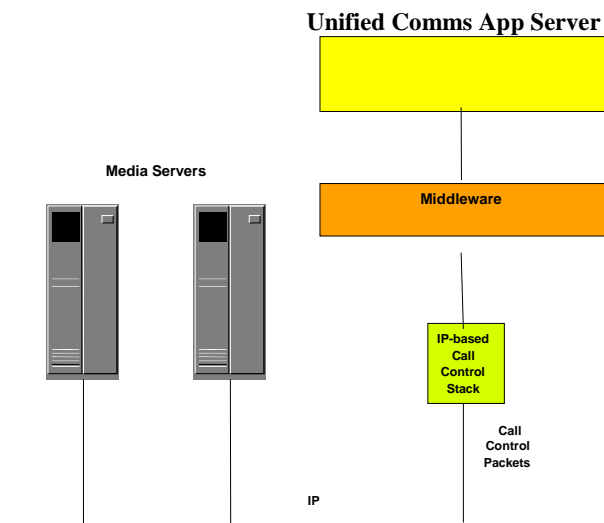 Unified Comms App Server
Media Servers
Middleware
IP-based
Call
Control
Stack
Call
Control
Packets
IP